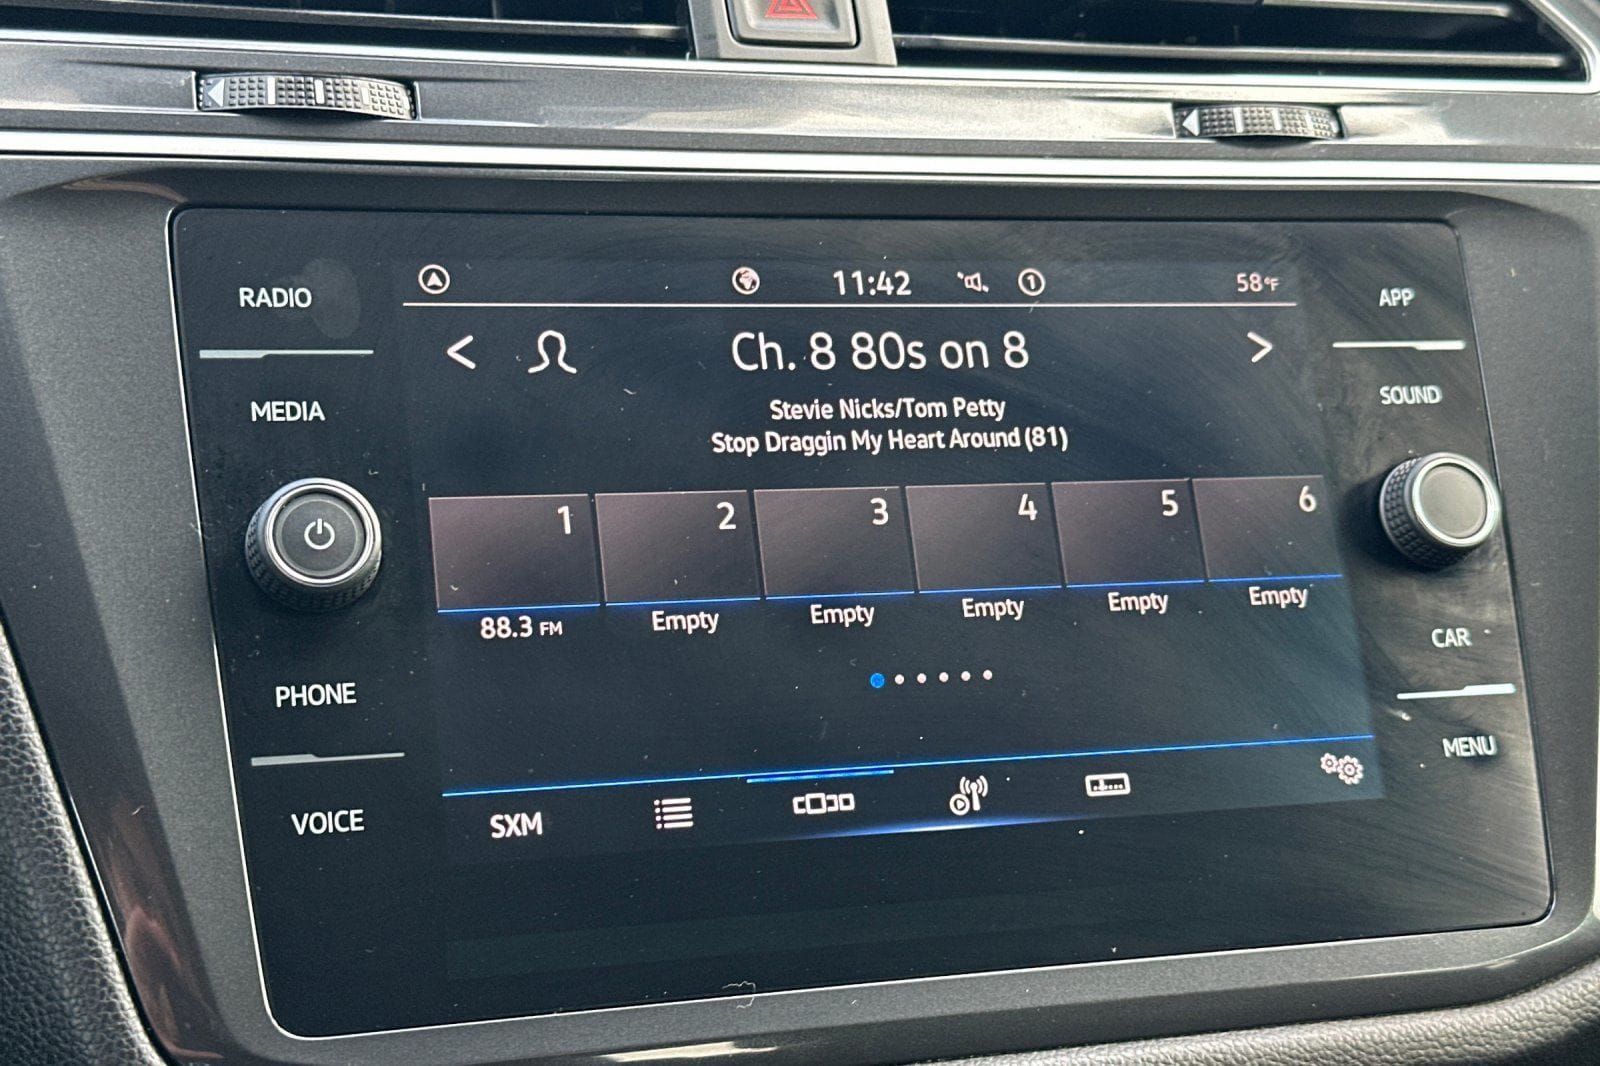 RADIO
MEDIA
PHONE
VOICE
11:42
1
58°F
< Ch. 8 80s on 8 >
Stevie Nicks/Tom Petty
Stop Draggin My Heart Around (81)
1 2 3 4 5 6
88.3 FM Empty Empty Empty Empty Empty
SXM
APP
SOUND
CAR
MENU